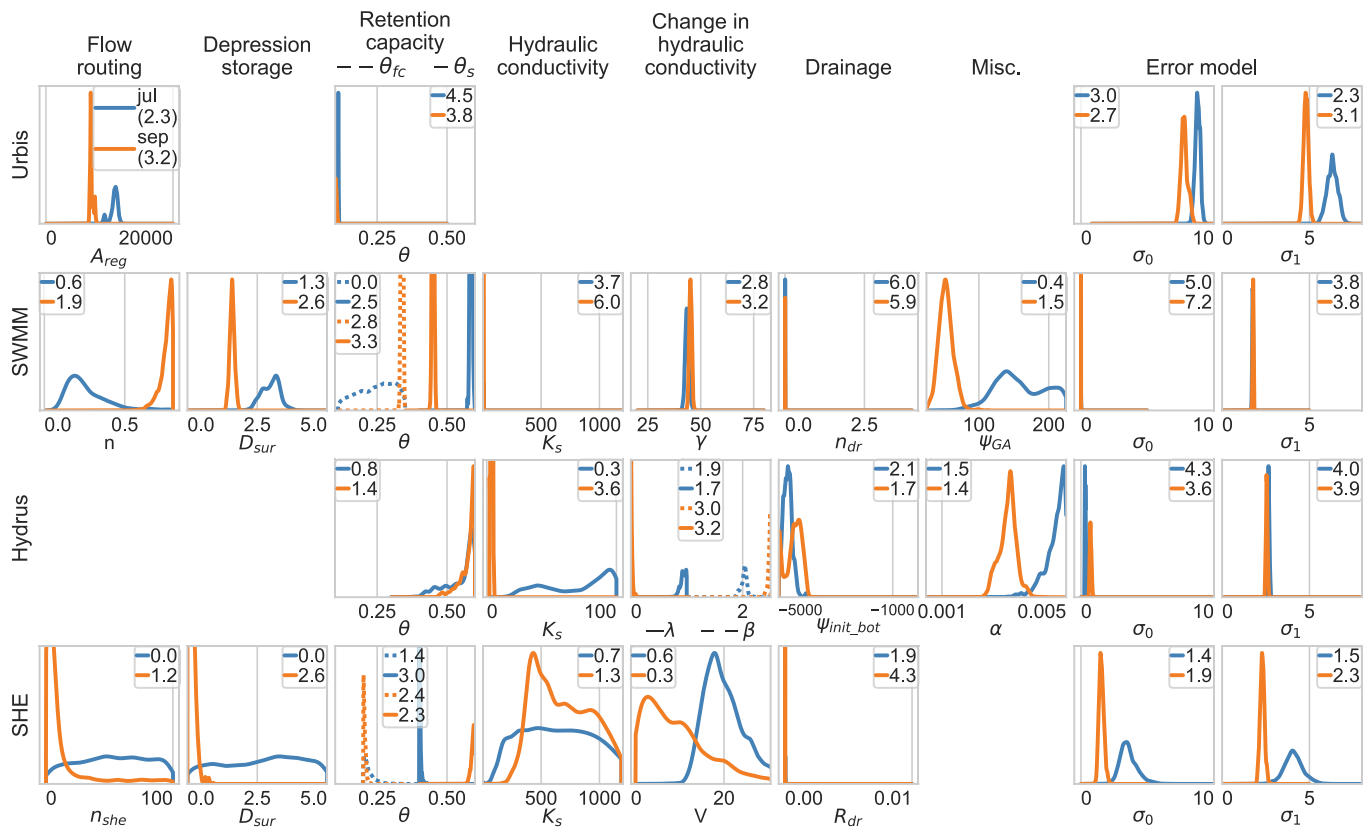 Flow
routing
Depression
storage
Retention
capacity
– – θfc – θs
Hydraulic
conductivity
Change in
hydraulic
conductivity
Drainage
Misc.
Error model
Urbis
jul
(2.3)
sep
(3.2)
0 20000
Areg
4.5
3.8
0.25 0.50
θ
3.0
2.7
0 10
σ0
2.3
3.1
5
σ1
SWMM
0.6
1.9
0.0 0.5
n
1.3
2.6
0.0 2.5 5.0
Dsur
0.0
2.5
2.8
3.3
0.25 0.50
θ
3.7
6.0
500 1000
Ks
2.8
3.2
25 50 75
γ
6.0
5.9
0.0 2.5
ndr
0.4
1.5
100 200
ψGA
5.0
7.2
0 10
σ0
3.8
3.8
5
σ1
Hydrus
0.8
1.4
0.25 0.50
θ
0.3
3.6
0 100
Ks
1.9
1.7
3.0
3.2
0 2
—λ – – β
2.1
1.7
−5000 −1000
ψinit_bot
1.5
1.4
0.001 0.005
α
4.3
3.6
0 10
σ0
4.0
3.9
5
σ1
SHE
0.0
1.2
0 100
nshe
0.0
2.6
0.0 2.5 5.0
Dsur
1.4
3.0
2.4
2.3
0.25 0.50
θ
0.7
1.3
500 1000
Ks
0.6
0.3
0 20
V
1.9
4.3
0.00 0.01
Rdr
1.4
1.9
0 10
σ0
1.5
2.3
5
σ1